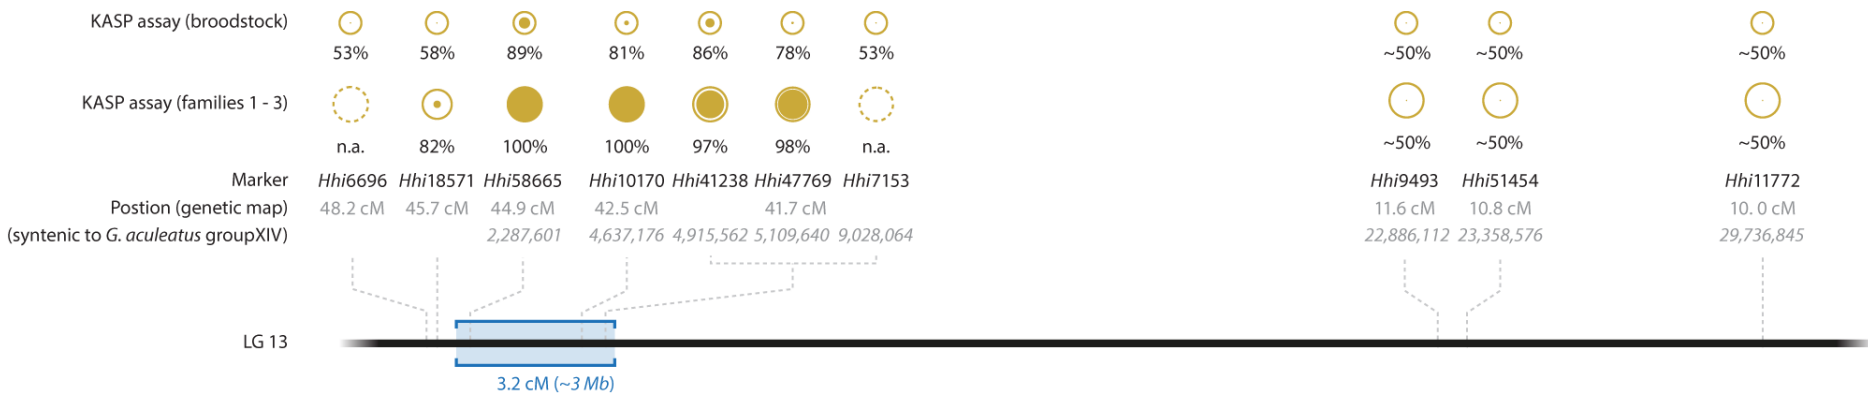 KASP assay (broodstock)
53% 58% 89% 81% 86% 78% 53% ~50% ~50% ~50%
KASP assay (families 1 - 3)
n.a. 82% 100% 100% 97% 98% n.a. ~50% ~50% ~50%
Marker Hhi6696 Hhi18571 Hhi58665 Hhi10170 Hhi41238 Hhi47769 Hhi7153 Hhi9493 Hhi51454 Hhi11772
Postion (genetic map) 48.2 cM 45.7 cM 44.9 cM 42.5 cM 41.7 cM 11.6 cM 10.8 cM 10. 0 cM
(syntenic to G. aculeatus groupXIV) 2,287,601 4,637,176 4,915,562 5,109,640 9,028,064 22,886,112 23,358,576 29,736,845
LG 13
3.2 cM (~3 Mb)